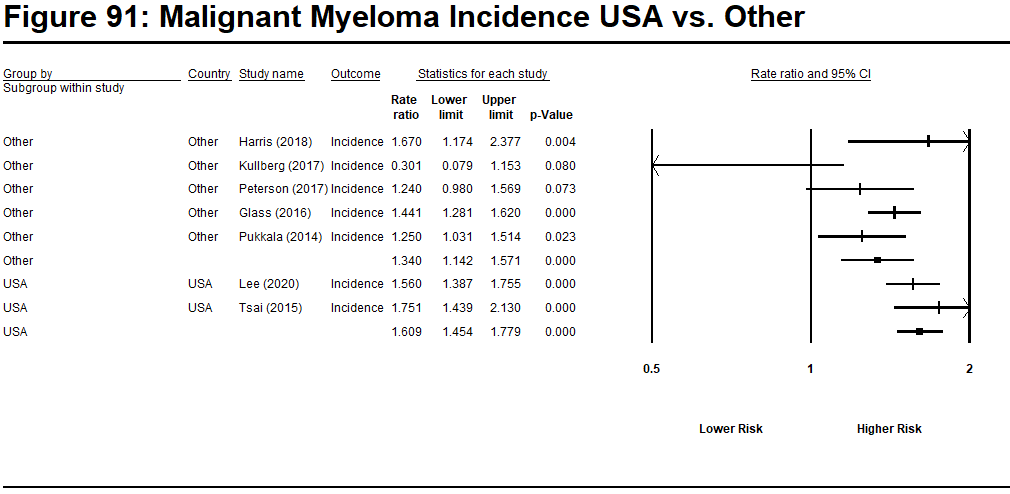 Figure 91: Malignant Myeloma Incidence USA vs. Other
Group by Country Study name Outcome Statistics for each study Rate ratio and 95% CI
Subgroup within study
Rate Lower Upper
ratio limit limit p-Value
Other Other Harris (2018) Incidence 1.670 1.174 2.377 0.004
Other Other Kullberg (2017) Incidence 0.301 0.079 1.153 0.080
Other Other Peterson (2017) Incidence 1.240 0.980 1.569 0.073
Other Other Glass (2016) Incidence 1.441 1.281 1.620 0.000
Other Other Pukkala (2014) Incidence 1.250 1.031 1.514 0.023
Other 1.340 1.142 1.571 0.000
USA USA Lee (2020) Incidence 1.560 1.387 1.755 0.000
USA USA Tsai (2015) Incidence 1.751 1.439 2.130 0.000
USA 1.609 1.454 1.779 0.000
0.5 1 2
Lower Risk Higher Risk